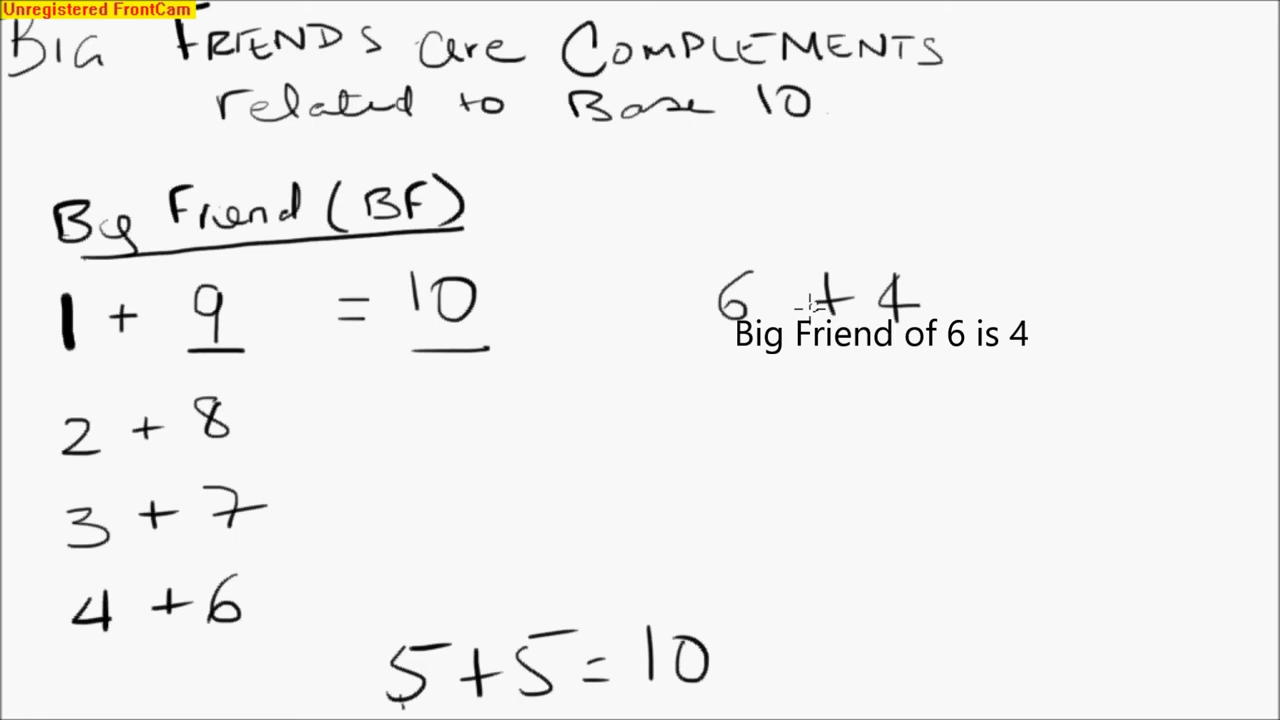 Unregistered FrontCam
BIG FRIENDS are COMPLEMENTS
related to Base 10
Big Friend (BF)
1 + 9 = 10
6 + 4
Big Friend of 6 is 4
2 + 8
3 + 7
4 + 6
5 + 5 = 10